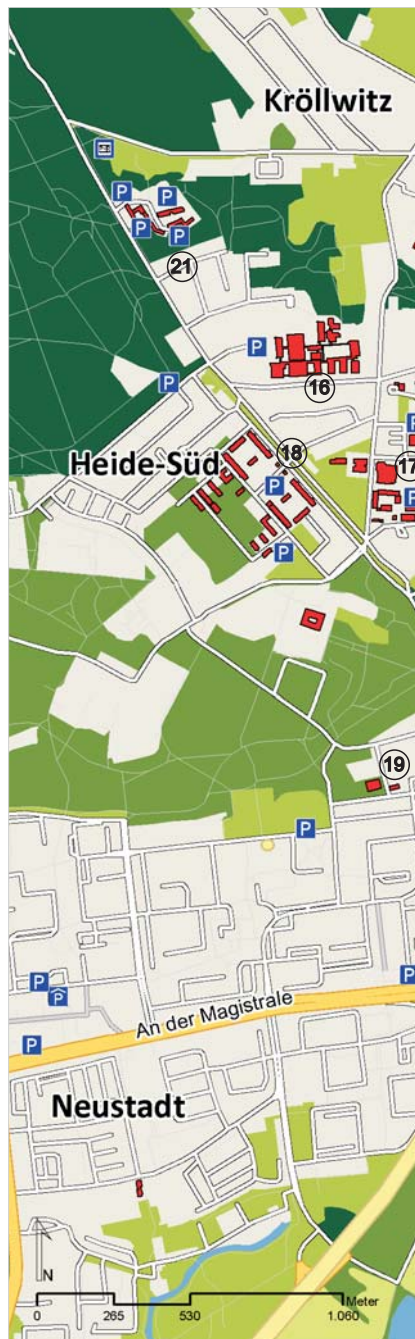 Kröllwitz
P
P
P
P
21
P
16
P
18
Heide-Süd
P
17
P
P
P
19
P
P
P
P
An der Magistrale
P
Neustadt
N
Meter
0 265 530 1.060